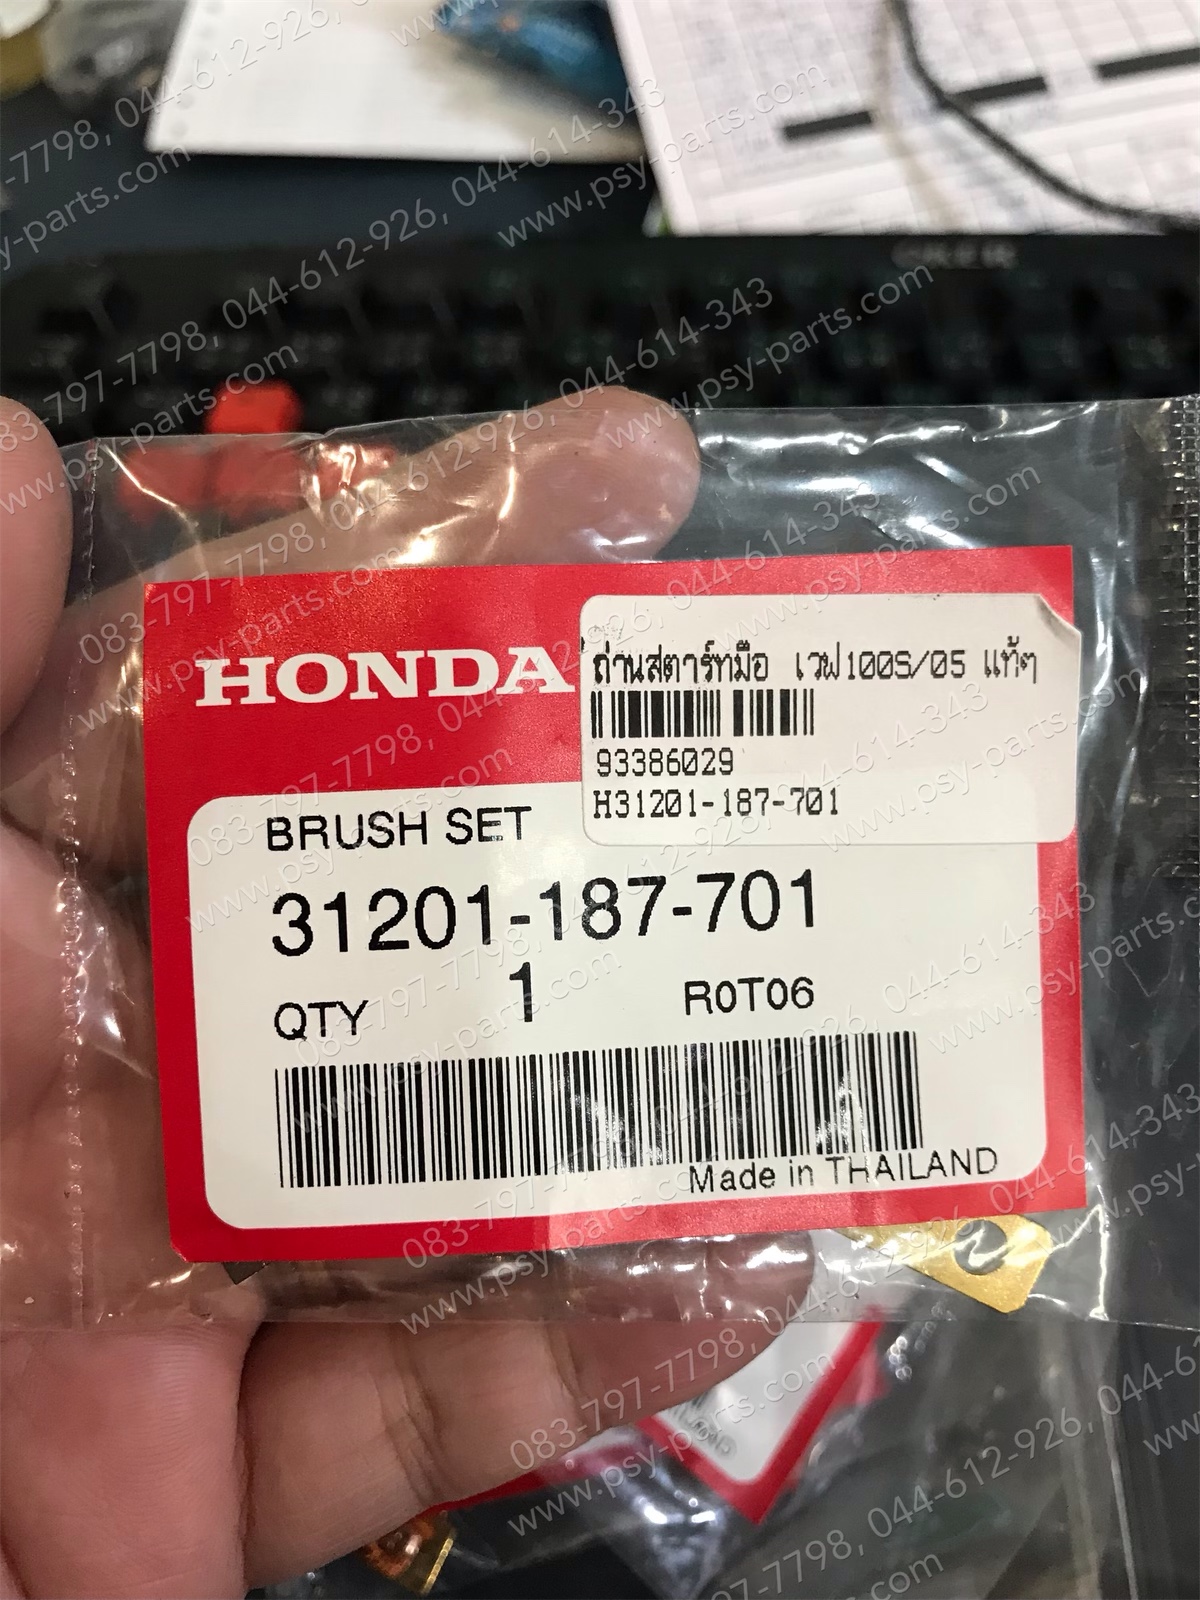 HONDA
ถ่านสตาร์ทมือ เวฟ100S/05 แท้ๆ
93386029
H31201-187-701
BRUSH SET
31201-187-701
QTY 1 R0T06
Made in THAILAND
083-797-7798, 044-612-926, 044-614-343
www.psy-parts.com